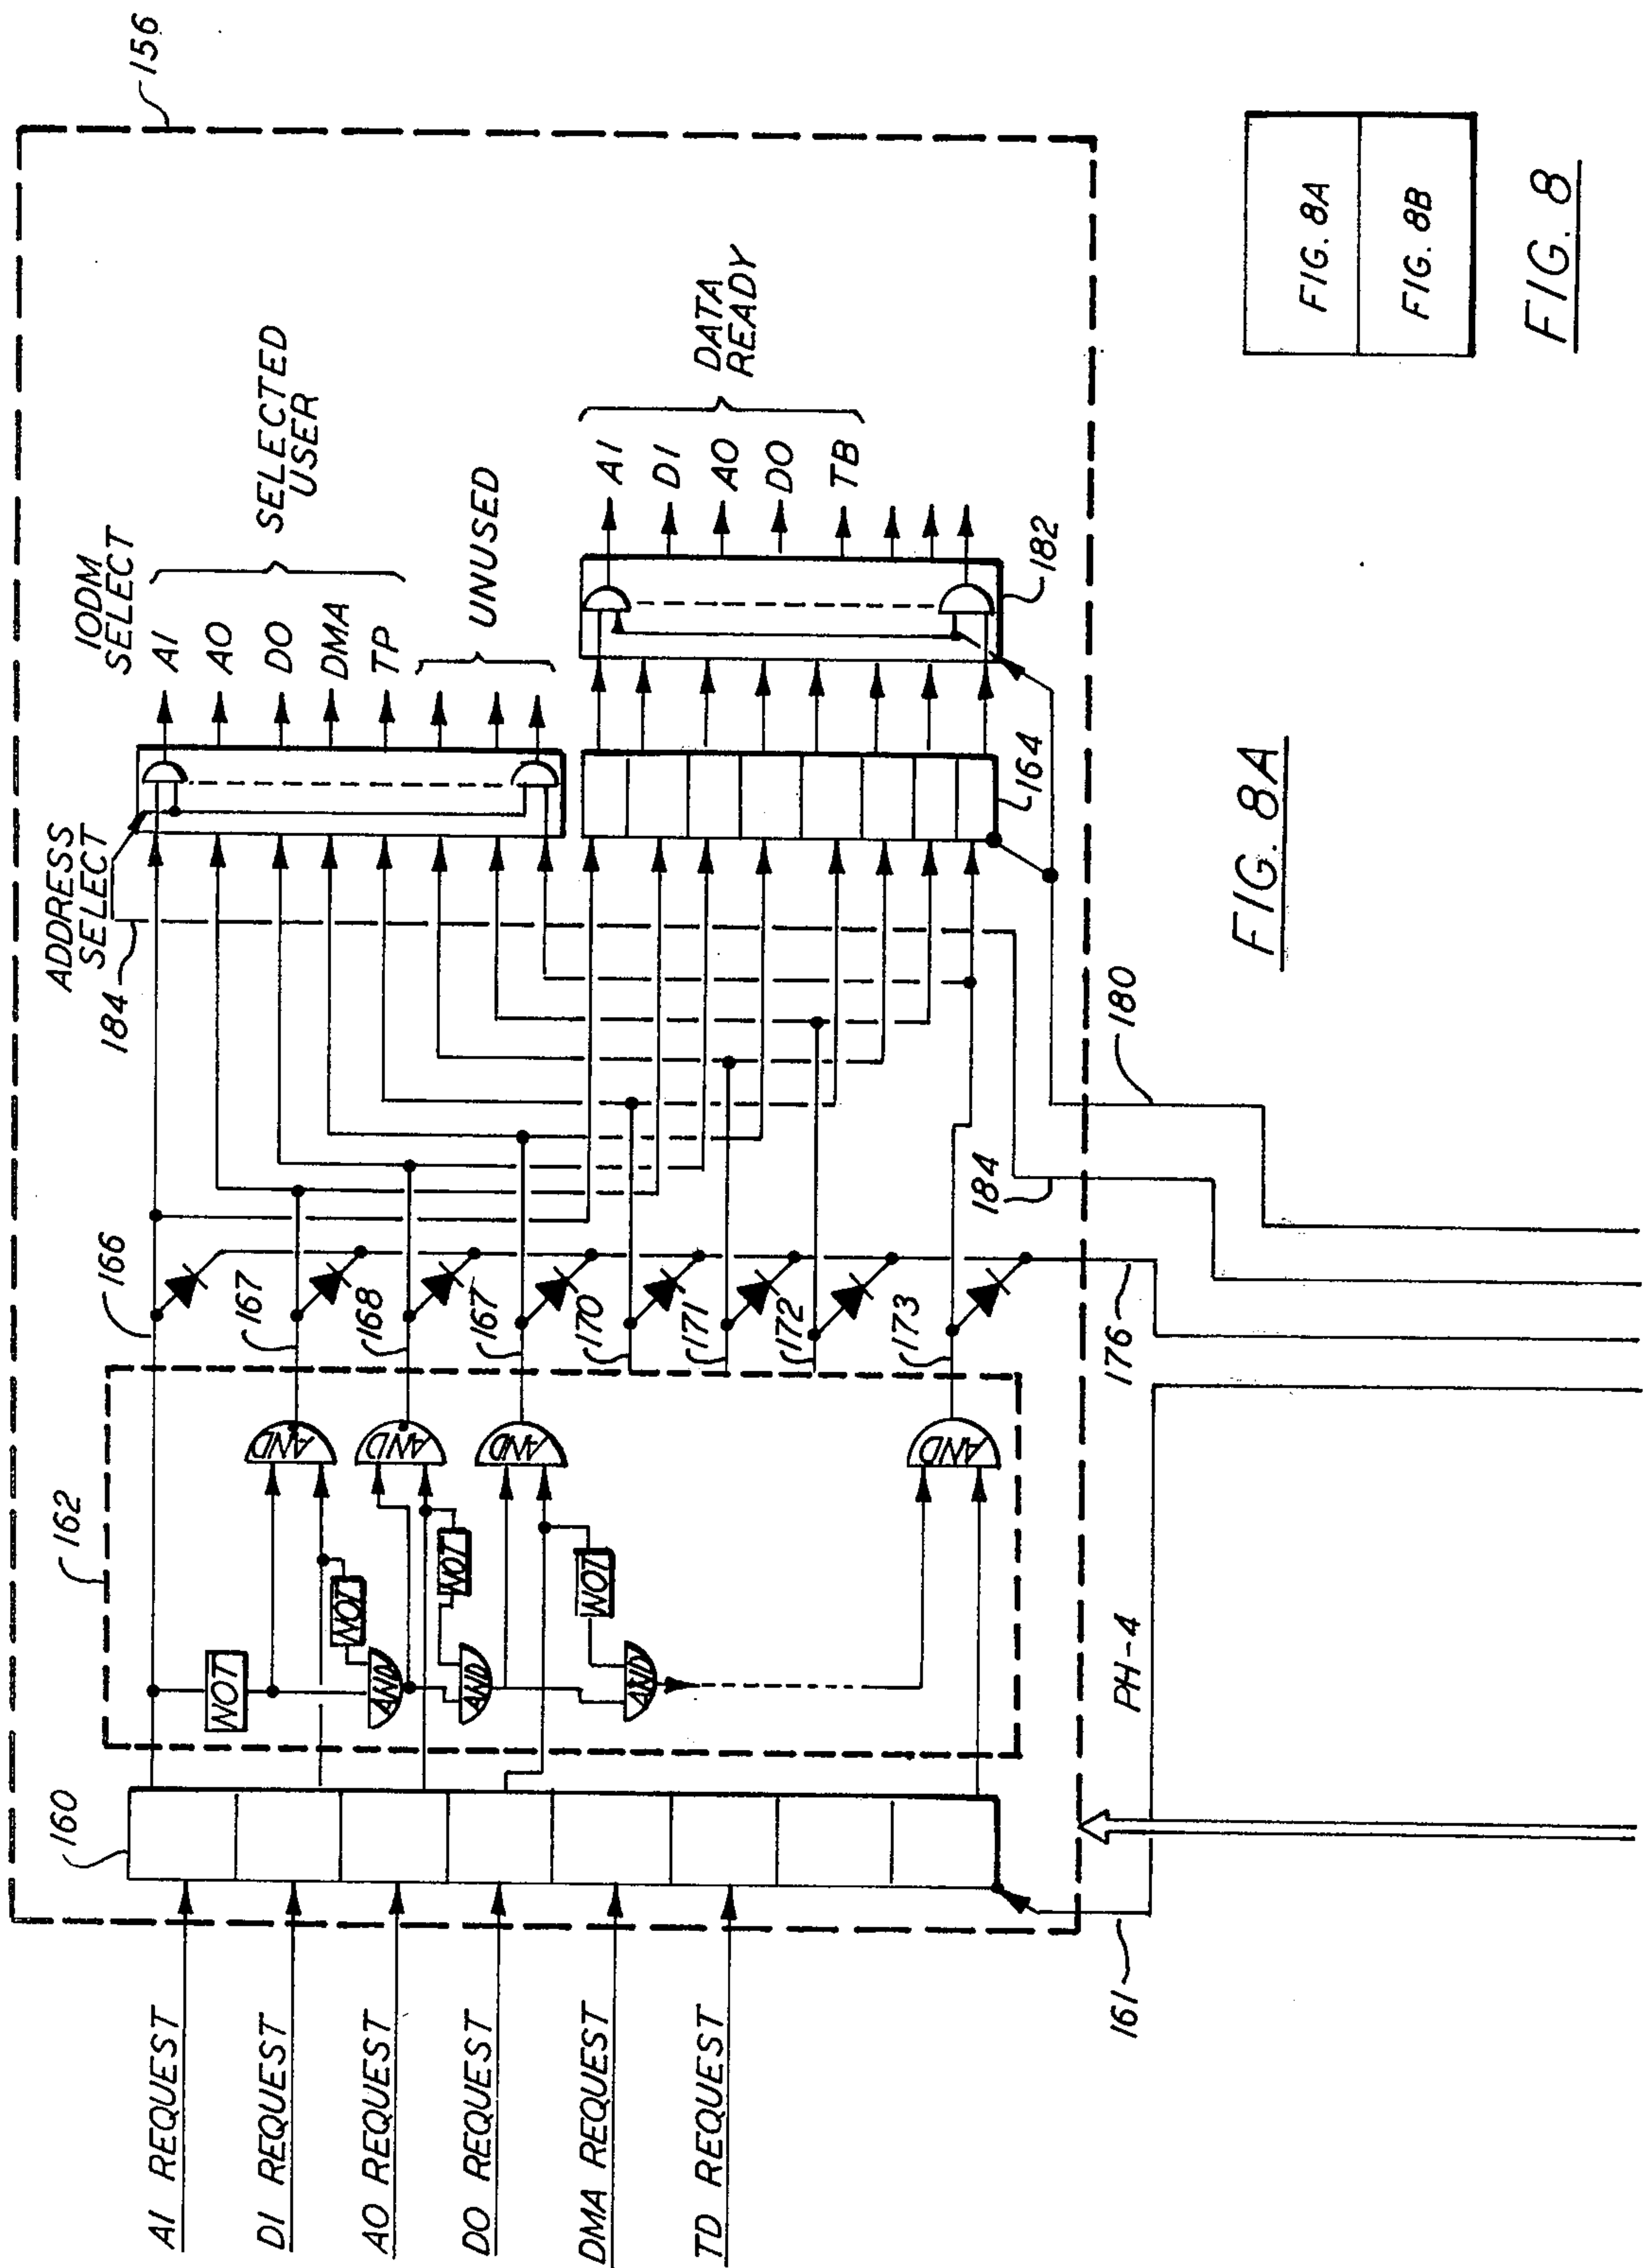 156
ADDRESS
SELECT
184
IODM
SELECT
AI
AO
DO
DMA
TP
SELECTED
USER
UNUSED
AI
DI
AO
DO
TB
DATA
READY
182
164
166
167
168
167
170
171
172
173
176
184
180
162
NOT
NOT
NOT
NOT
AND
AND
AND
AND
AND
AND
AND
160
AI REQUEST
DI REQUEST
AO REQUEST
DO REQUEST
DMA REQUEST
TD REQUEST
161
PH-4
FIG. 8A
FIG. 8A
FIG. 8B
FIG. 8